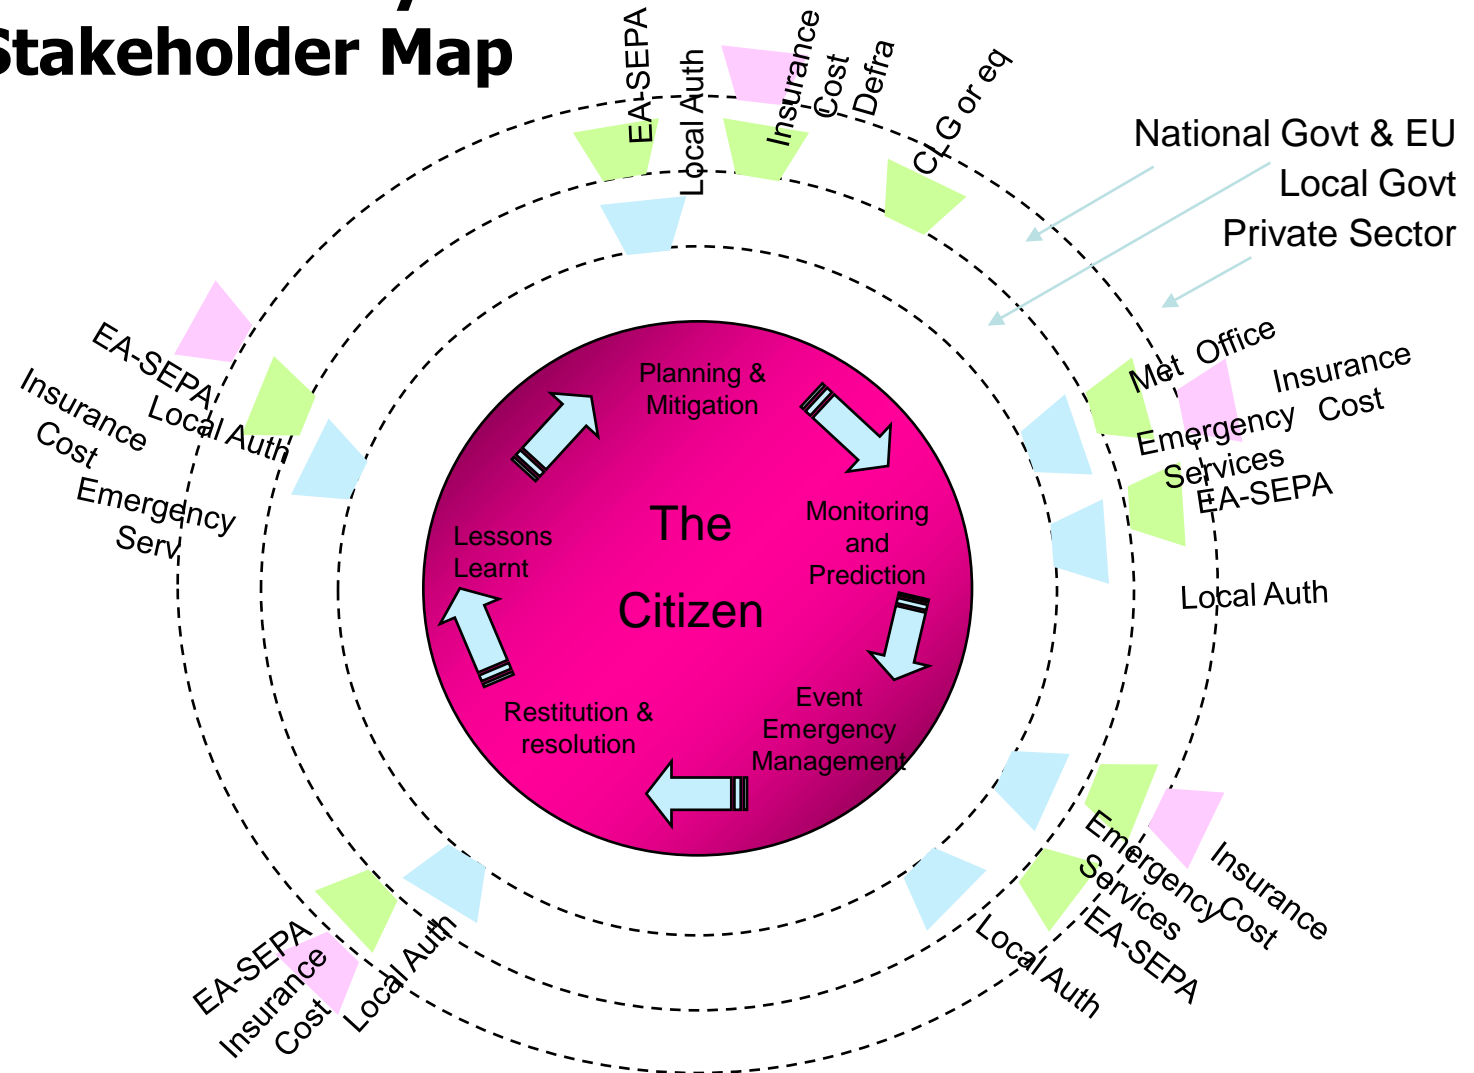 Stakeholder Map
EA-SEPA
Local Auth
Insurance
Cost
Defra
CLG or eq
National Govt & EU
Local Govt
Private Sector
Met Office
Insurance
Cost
Emergency
Services
EA-SEPA
Local Auth
EA-SEPA
Local Auth
Insurance
Cost
Emergency
Serv
Planning &
Mitigation
Monitoring
and
Prediction
The
Citizen
Lessons
Learnt
Restitution &
resolution
Event
Emergency
Management
Emergency
Services
Insurance
Cost
EA-SEPA
Local Auth
EA-SEPA
Insurance
Cost
Local Auth